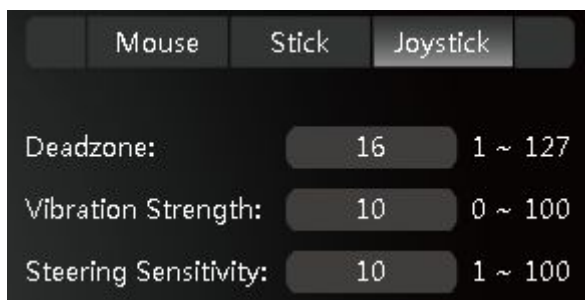 Mouse Stick Joystick
Deadzone: 16 1 ~ 127
Vibration Strength: 10 0 ~ 100
Steering Sensitivity: 10 1 ~ 100